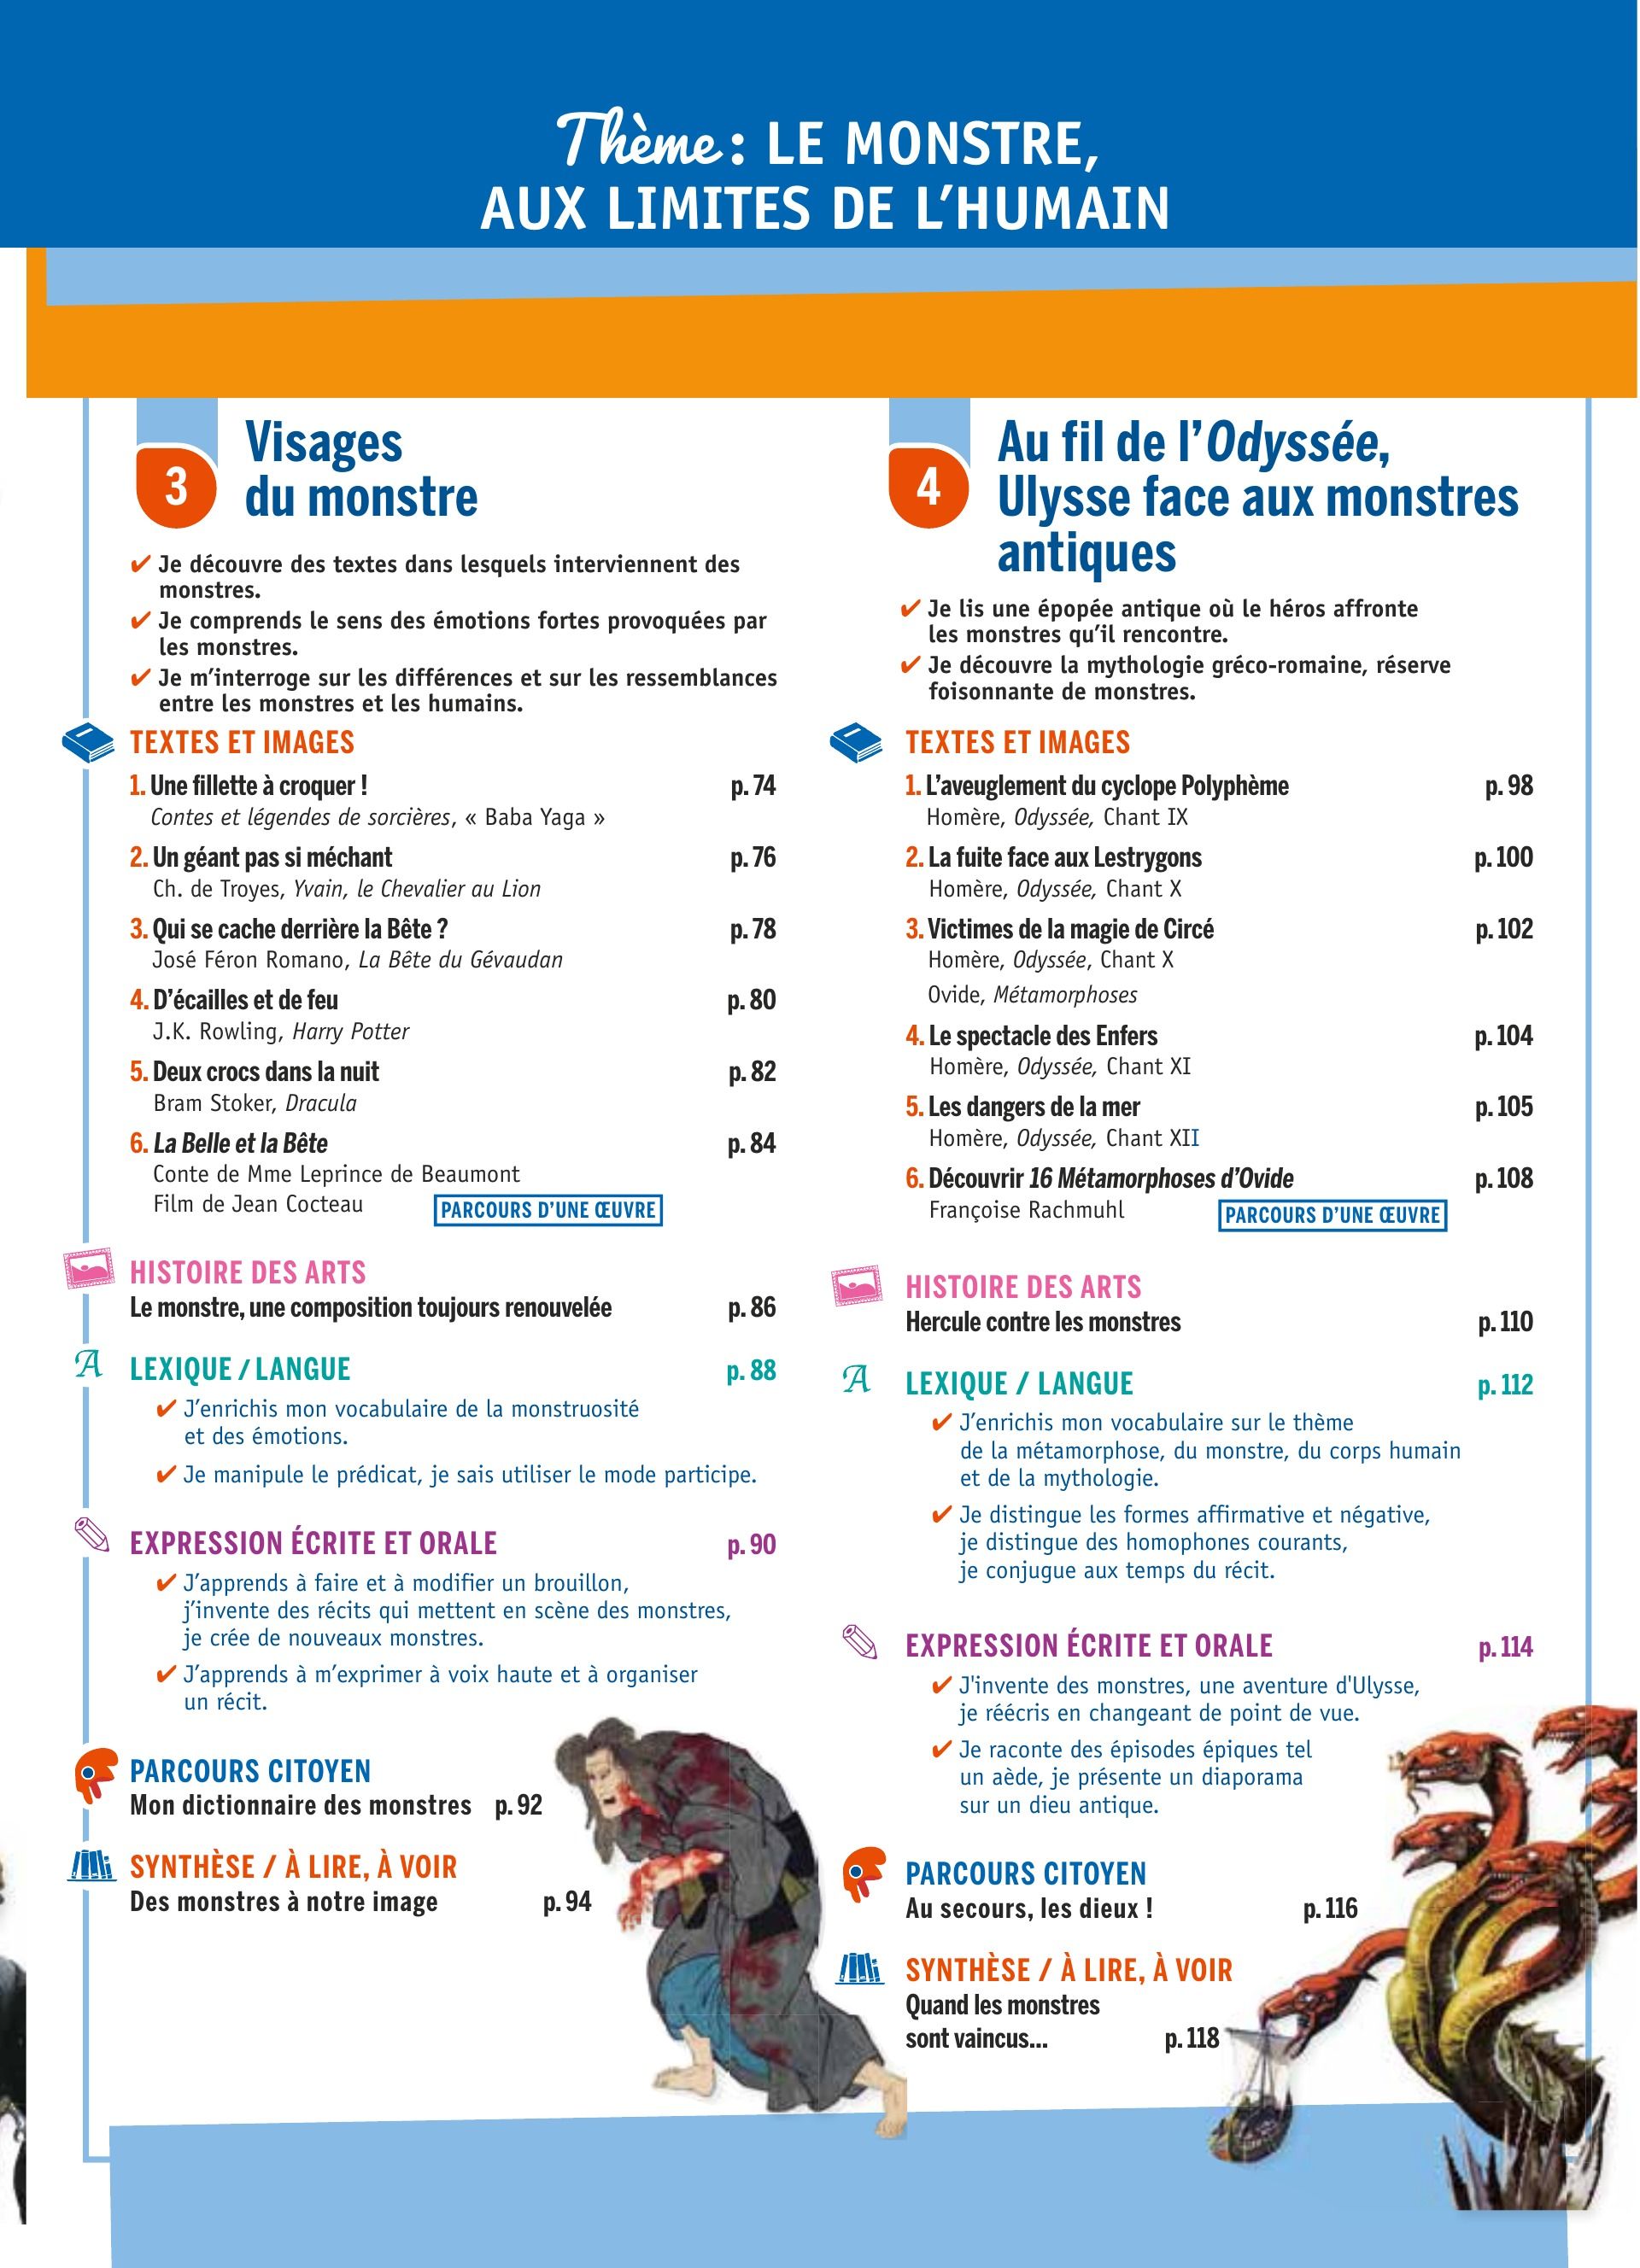 Thème : LE MONSTRE,
AUX LIMITES DE L’HUMAIN
3
Visages
du monstre
✔ Je découvre des textes dans lesquels interviennent des
monstres.
✔ Je comprends le sens des émotions fortes provoquées par
les monstres.
✔ Je m’interroge sur les différences et sur les ressemblances
entre les monstres et les humains.
TEXTES ET IMAGES
1. Une fillette à croquer ! p. 74
Contes et légendes de sorcières, « Baba Yaga »
2. Un géant pas si méchant p. 76
Ch. de Troyes, Yvain, le Chevalier au Lion
3. Qui se cache derrière la Bête ? p. 78
José Féron Romano, La Bête du Gévaudan
4. D’écailles et de feu p. 80
J.K. Rowling, Harry Potter
5. Deux crocs dans la nuit p. 82
Bram Stoker, Dracula
6. La Belle et la Bête p. 84
Conte de Mme Leprince de Beaumont
Film de Jean Cocteau PARCOURS D’UNE ŒUVRE
HISTOIRE DES ARTS
Le monstre, une composition toujours renouvelée p. 86
A LEXIQUE / LANGUE p. 88
✔ J’enrichis mon vocabulaire de la monstruosité
et des émotions.
✔ Je manipule le prédicat, je sais utiliser le mode participe.
EXPRESSION ÉCRITE ET ORALE p. 90
✔ J’apprends à faire et à modifier un brouillon,
j’invente des récits qui mettent en scène des monstres,
je crée de nouveaux monstres.
✔ J’apprends à m’exprimer à voix haute et à organiser
un récit.
PARCOURS CITOYEN
Mon dictionnaire des monstres p. 92
SYNTHÈSE / À LIRE, À VOIR
Des monstres à notre image p. 94
4
Au fil de l’Odyssée,
Ulysse face aux monstres
antiques
✔ Je lis une épopée antique où le héros affronte
les monstres qu’il rencontre.
✔ Je découvre la mythologie gréco-romaine, réserve
foisonnante de monstres.
TEXTES ET IMAGES
1. L’aveuglement du cyclope Polyphème p. 98
Homère, Odyssée, Chant IX
2. La fuite face aux Lestrygons p. 100
Homère, Odyssée, Chant X
3. Victimes de la magie de Circé p. 102
Homère, Odyssée, Chant X
Ovide, Métamorphoses
4. Le spectacle des Enfers p. 104
Homère, Odyssée, Chant XI
5. Les dangers de la mer p. 105
Homère, Odyssée, Chant XII
6. Découvrir 16 Métamorphoses d’Ovide p. 108
Françoise Rachmuhl PARCOURS D’UNE ŒUVRE
HISTOIRE DES ARTS
Hercule contre les monstres p. 110
A LEXIQUE / LANGUE p. 112
✔ J’enrichis mon vocabulaire sur le thème
de la métamorphose, du monstre, du corps humain
et de la mythologie.
✔ Je distingue les formes affirmative et négative,
je distingue des homophones courants,
je conjugue aux temps du récit.
EXPRESSION ÉCRITE ET ORALE p. 114
✔ J'invente des monstres, une aventure d'Ulysse,
je réécris en changeant de point de vue.
✔ Je raconte des épisodes épiques tel
un aède, je présente un diaporama
sur un dieu antique.
PARCOURS CITOYEN
Au secours, les dieux ! p. 116
SYNTHÈSE / À LIRE, À VOIR
Quand les monstres
sont vaincus... p. 118